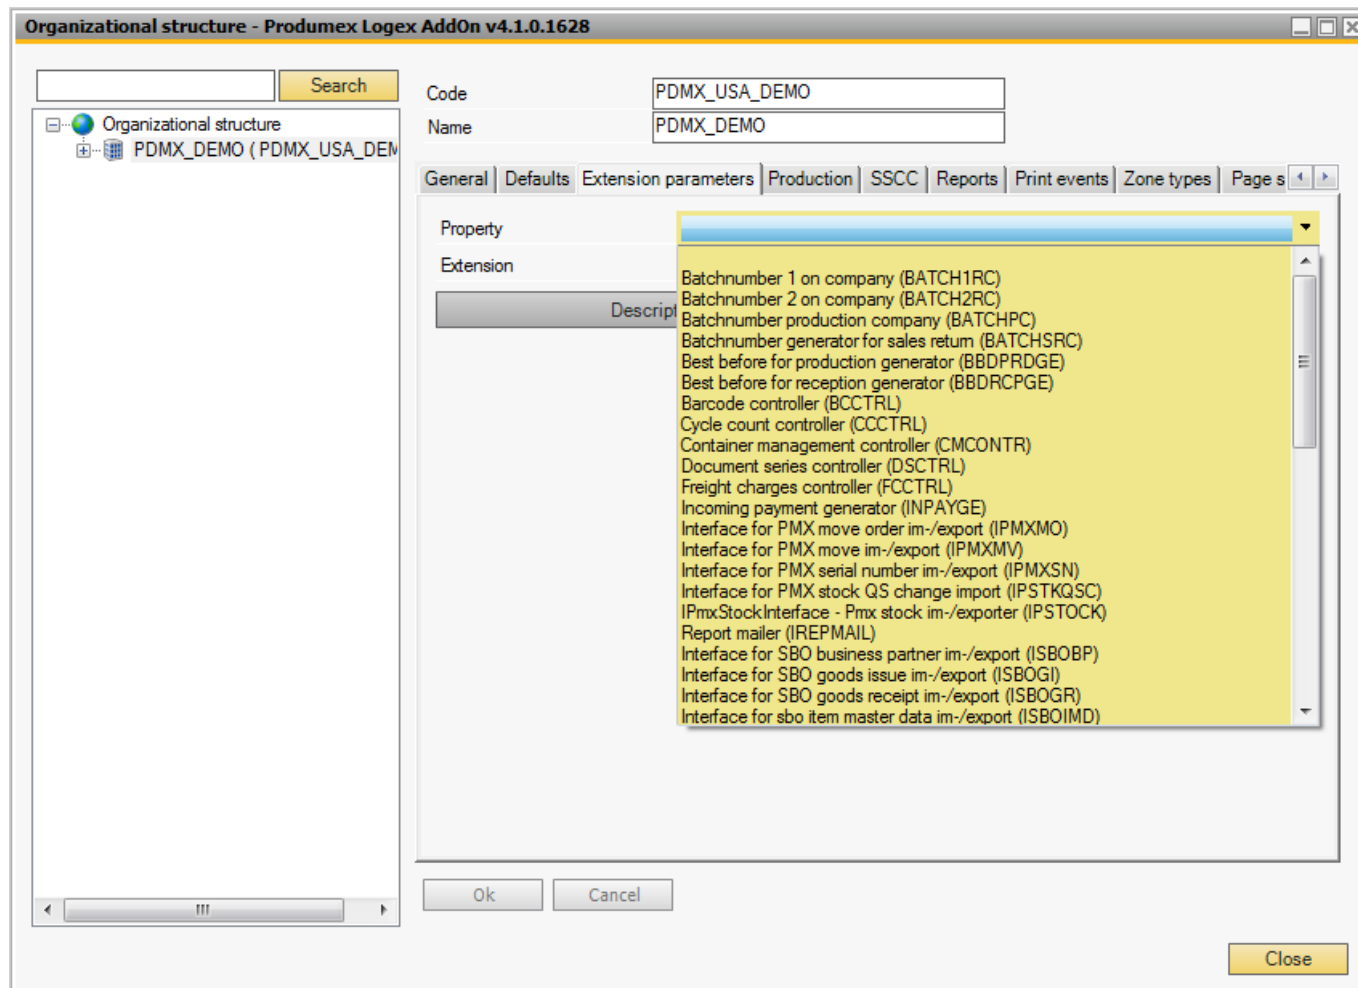 Organizational structure - Produmex Logex AddOn v4.1.0.1628
Search
Organizational structure
PDMX_DEMO ( PDMX_USA_DEM
Code
PDMX_USA_DEMO
Name
PDMX_DEMO
General
Defaults
Extension parameters
Production
SSCC
Reports
Print events
Zone types
Page s
Property
Extension
Descript
Batchnumber 1 on company (BATCH1RC)
Batchnumber 2 on company (BATCH2RC)
Batchnumber production company (BATCHPC)
Batchnumber generator for sales return (BATCHSRC)
Best before for production generator (BBDPRDGE)
Best before for reception generator (BBDRCPGE)
Barcode controller (BCCTRL)
Cycle count controller (CCCTRL)
Container management controller (CMCONTR)
Document series controller (DSCTRL)
Freight charges controller (FCCTRL)
Incoming payment generator (INPAYGE)
Interface for PMX move order im-/export (IPMXMO)
Interface for PMX move im-/export (IPMXMV)
Interface for PMX serial number im-/export (IPMXSN)
Interface for PMX stock QS change import (IPSTKQSC)
IPmxStockInterface - Pmx stock im-/exporter (IPSTOCK)
Report mailer (IREPMAIL)
Interface for SBO business partner im-/export (ISBOBP)
Interface for SBO goods issue im-/export (ISBOGI)
Interface for SBO goods receipt im-/export (ISBOGR)
Interface for sbo item master data im-/export (ISBOIMD)
Ok
Cancel
Close